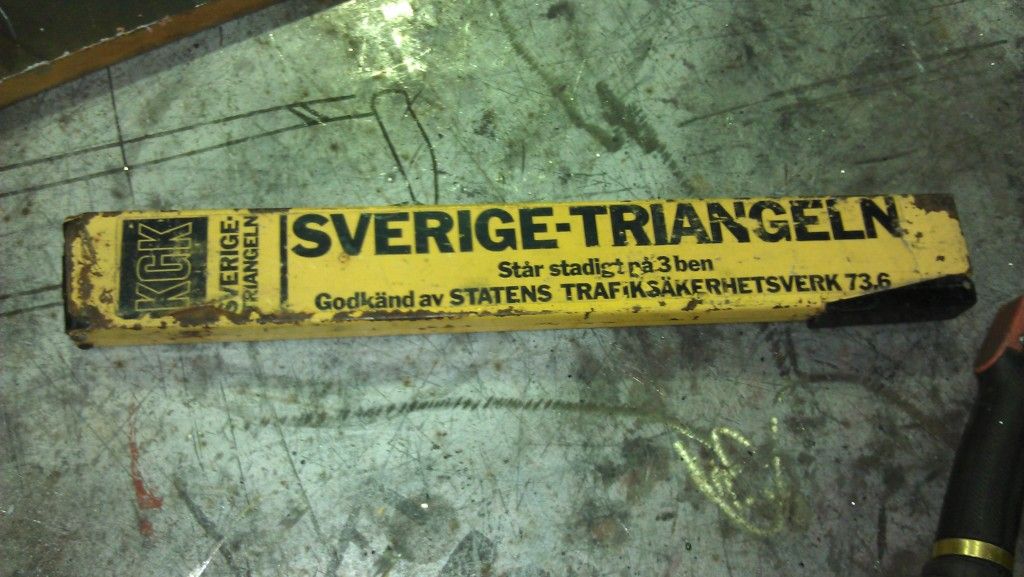 KGK
SVERIGE-
TRIANGELN
SVERIGE-TRIANGELN
Står stadigt på 3 ben
Godkänd av STATENS TRAFIKSÄKERHETSVERK 73.6